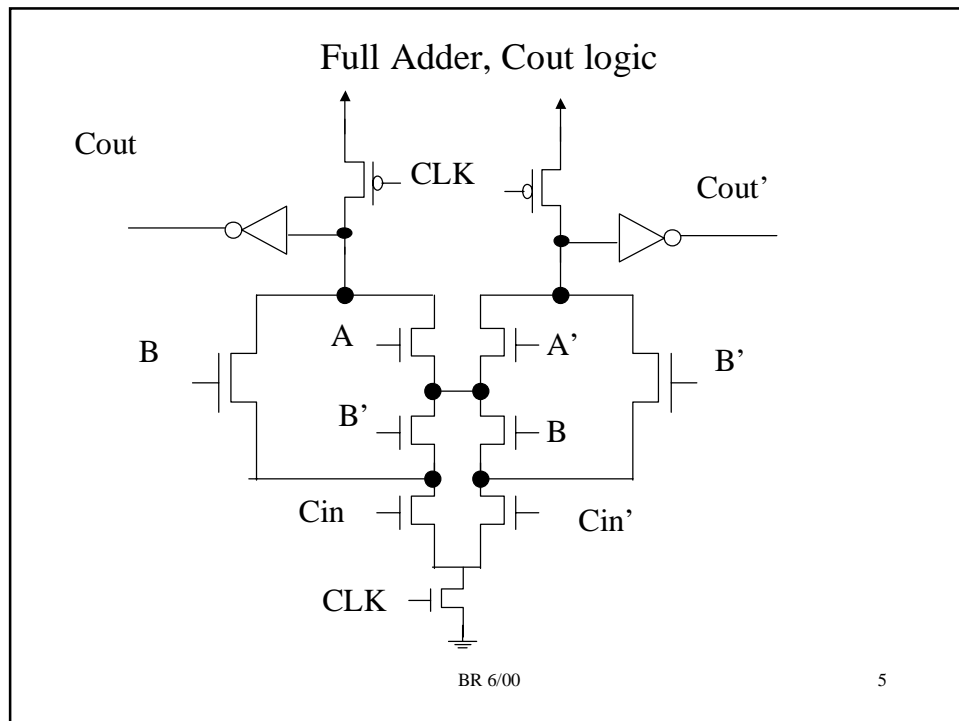 Full Adder, Cout logic
Cout
CLK
Cout’
A
A’
B
B’
B’
B
Cin
Cin’
CLK
BR 6/00
5